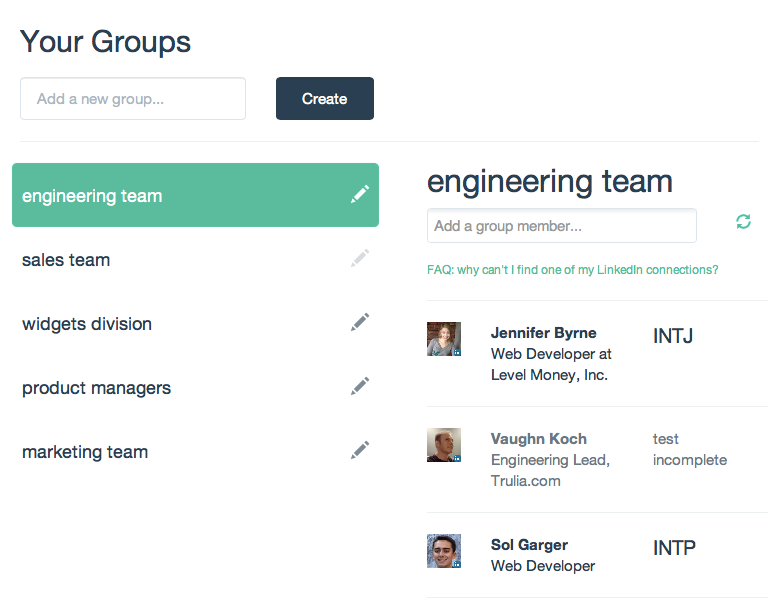 Your Groups
Add a new group...
Create
engineering team
sales team
widgets division
product managers
marketing team
engineering team
Add a group member...
FAQ: why can't I find one of my LinkedIn connections?
Jennifer Byrne
Web Developer at
Level Money, Inc.
INTJ
Vaughn Koch
Engineering Lead,
Trulia.com
test
incomplete
Sol Garger
Web Developer
INTP